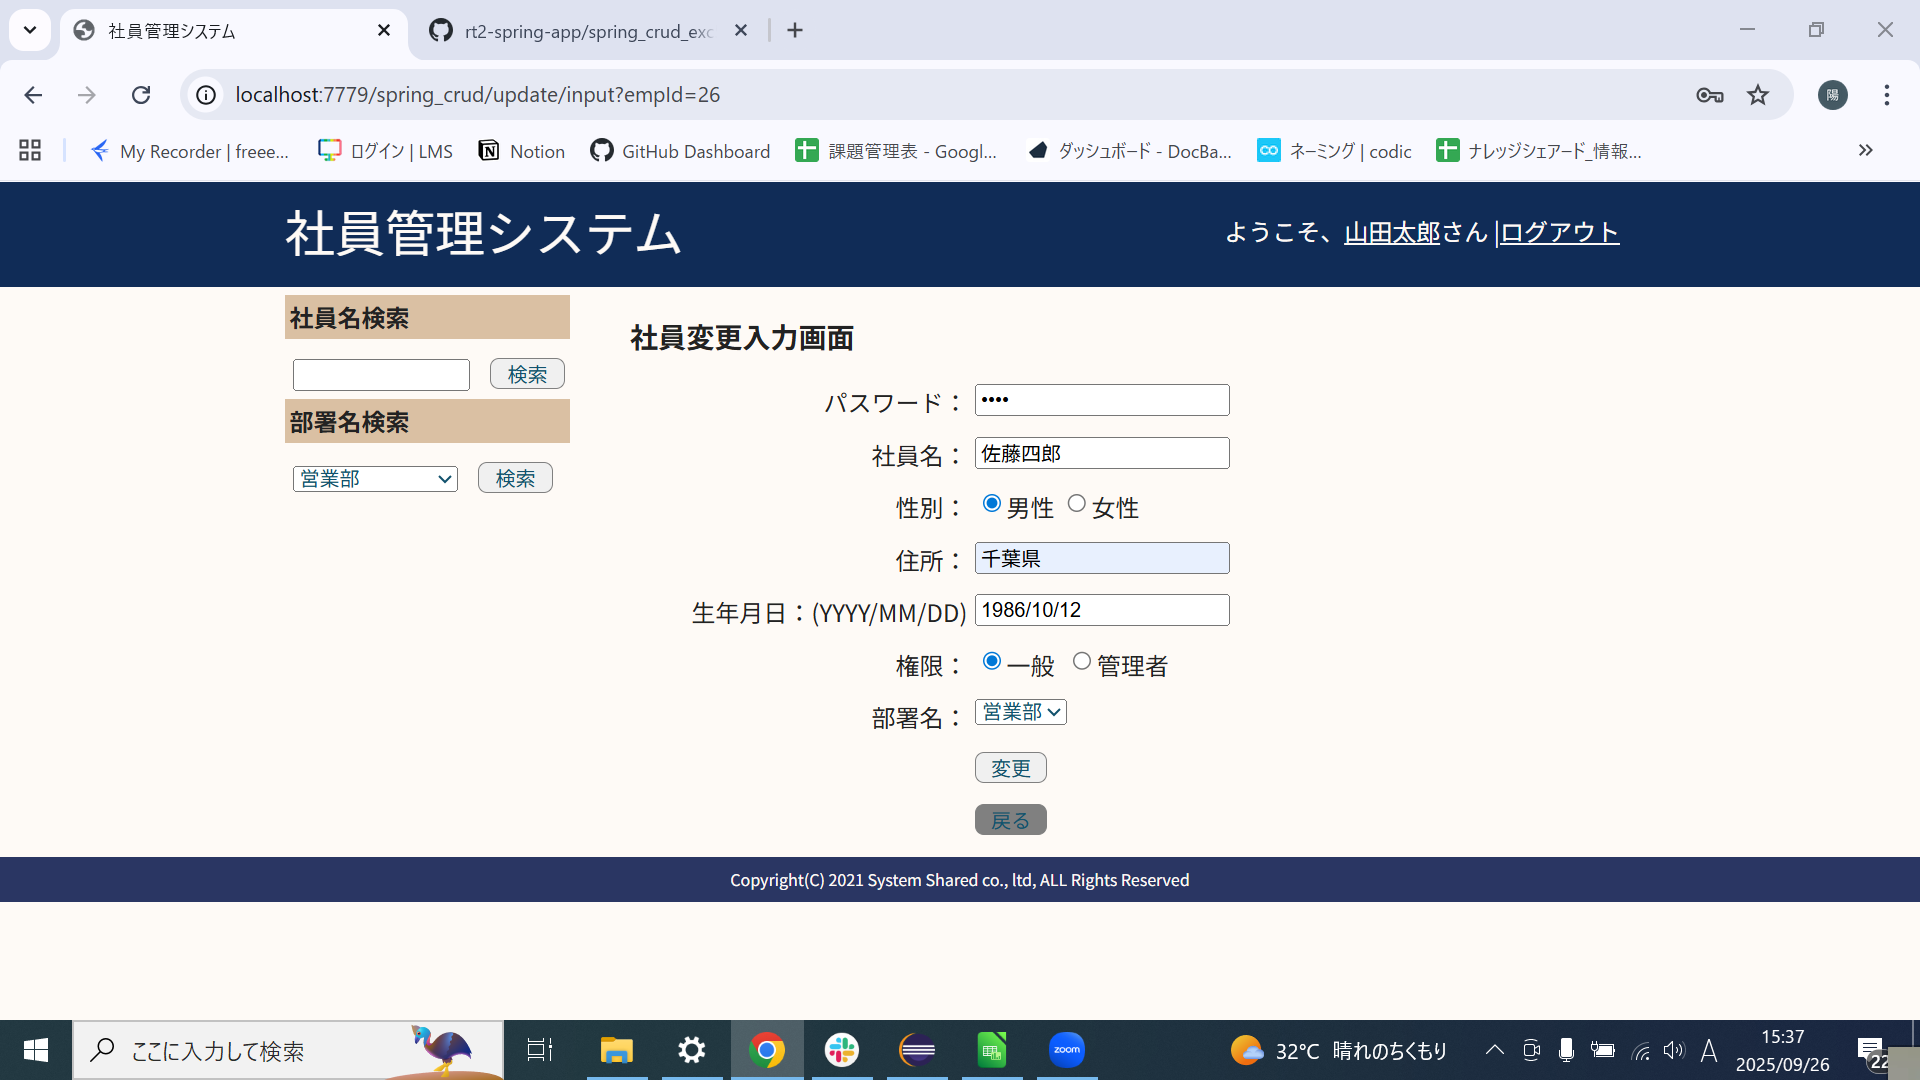 社員管理システム
rt2-spring-app/spring_crud_exc
localhost:7779/spring_crud/update/input?empId=26
陽
My Recorder | freee...
ログイン | LMS
Notion
GitHub Dashboard
課題管理表 - Googl...
ダッシュボード - DocBa...
ネーミング | codic
ナレッジシェアード_情報...
社員管理システム
ようこそ、山田太郎さん |ログアウト
社員名検索
検索
部署名検索
営業部
検索
社員変更入力画面
パスワード：
••••
社員名：
佐藤四郎
性別：
男性
女性
住所：
千葉県
生年月日：(YYYY/MM/DD)
1986/10/12
権限：
一般
管理者
部署名：
営業部
変更
戻る
Copyright(C) 2021 System Shared co., ltd, ALL Rights Reserved
ここに入力して検索
zoom
32°C 晴れのちくもり
A
15:37
2025/09/26
22